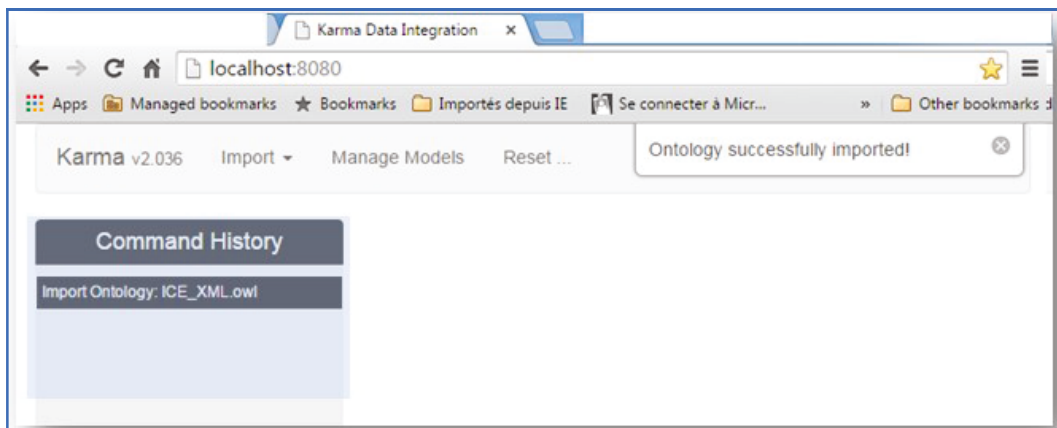 Karma Data Integration ×
localhost:8080
Apps Managed bookmarks Bookmarks Importés depuis IE Se connecter à Micr... » Other bookmarks
Karma v2.036 Import Manage Models Reset ... Ontology successfully imported!
Command History
Import Ontology: ICE_XML.owl